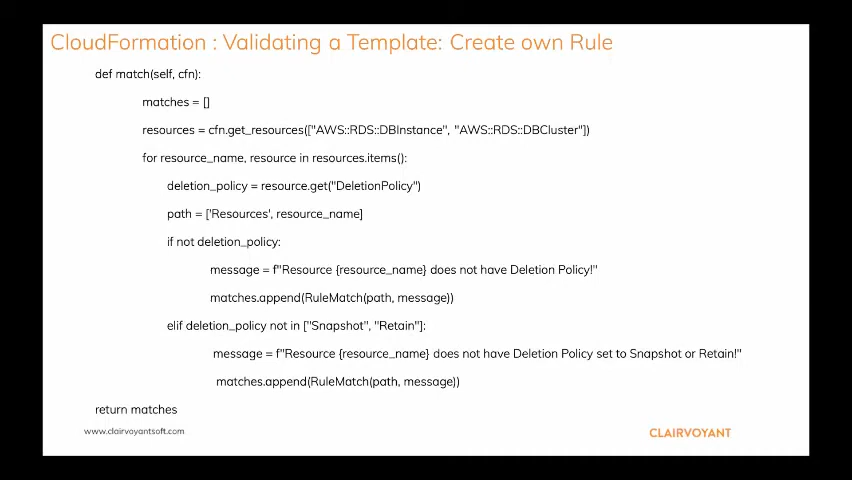 CloudFormation : Validating a Template: Create own Rule
def match(self, cfn):
matches = []
resources = cfn.get_resources(["AWS::RDS::DBInstance", "AWS::RDS::DBCluster"])
for resource_name, resource in resources.items():
deletion_policy = resource.get("DeletionPolicy")
path = ['Resources', resource_name]
if not deletion_policy:
message = f"Resource {resource_name} does not have Deletion Policy!"
matches.append(RuleMatch(path, message))
elif deletion_policy not in ["Snapshot", "Retain"]:
message = f"Resource {resource_name} does not have Deletion Policy set to Snapshot or Retain!"
matches.append(RuleMatch(path, message))
return matches
www.clairvoyantsoft.com
CLAIRVOYANT